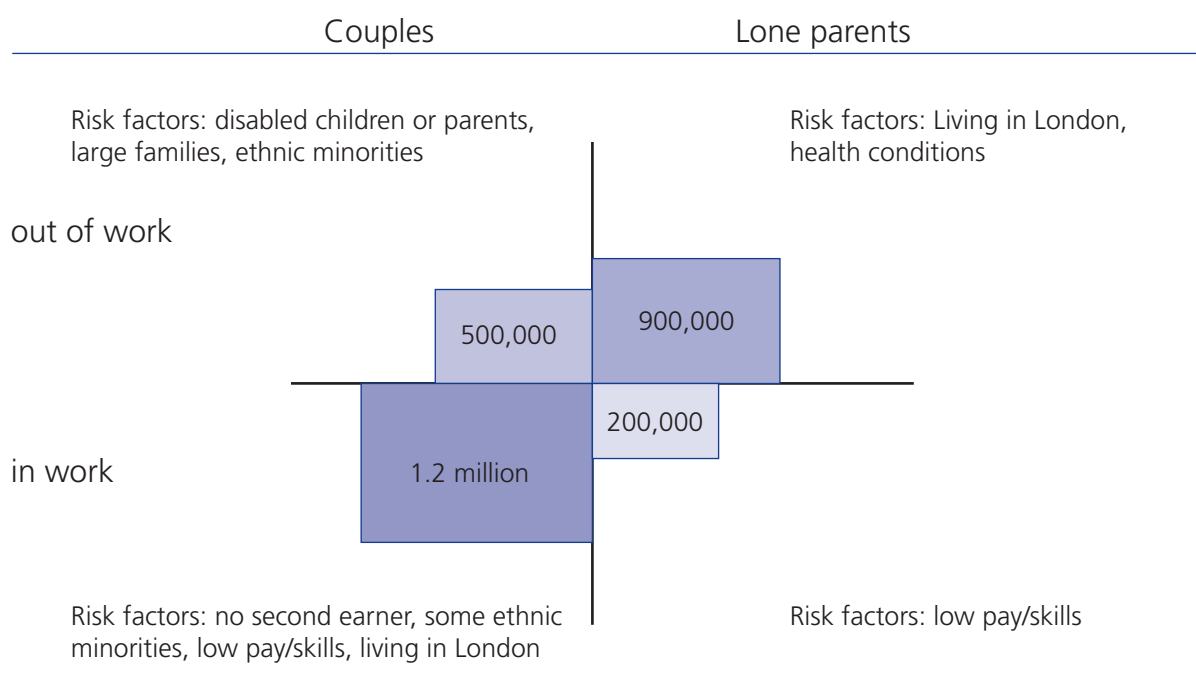 Couples
Lone parents
Risk factors: disabled children or parents,
large families, ethnic minorities
Risk factors: Living in London,
health conditions
out of work
500,000
900,000
200,000
in work
1.2 million
Risk factors: no second earner, some ethnic
minorities, low pay/skills, living in London
Risk factors: low pay/skills